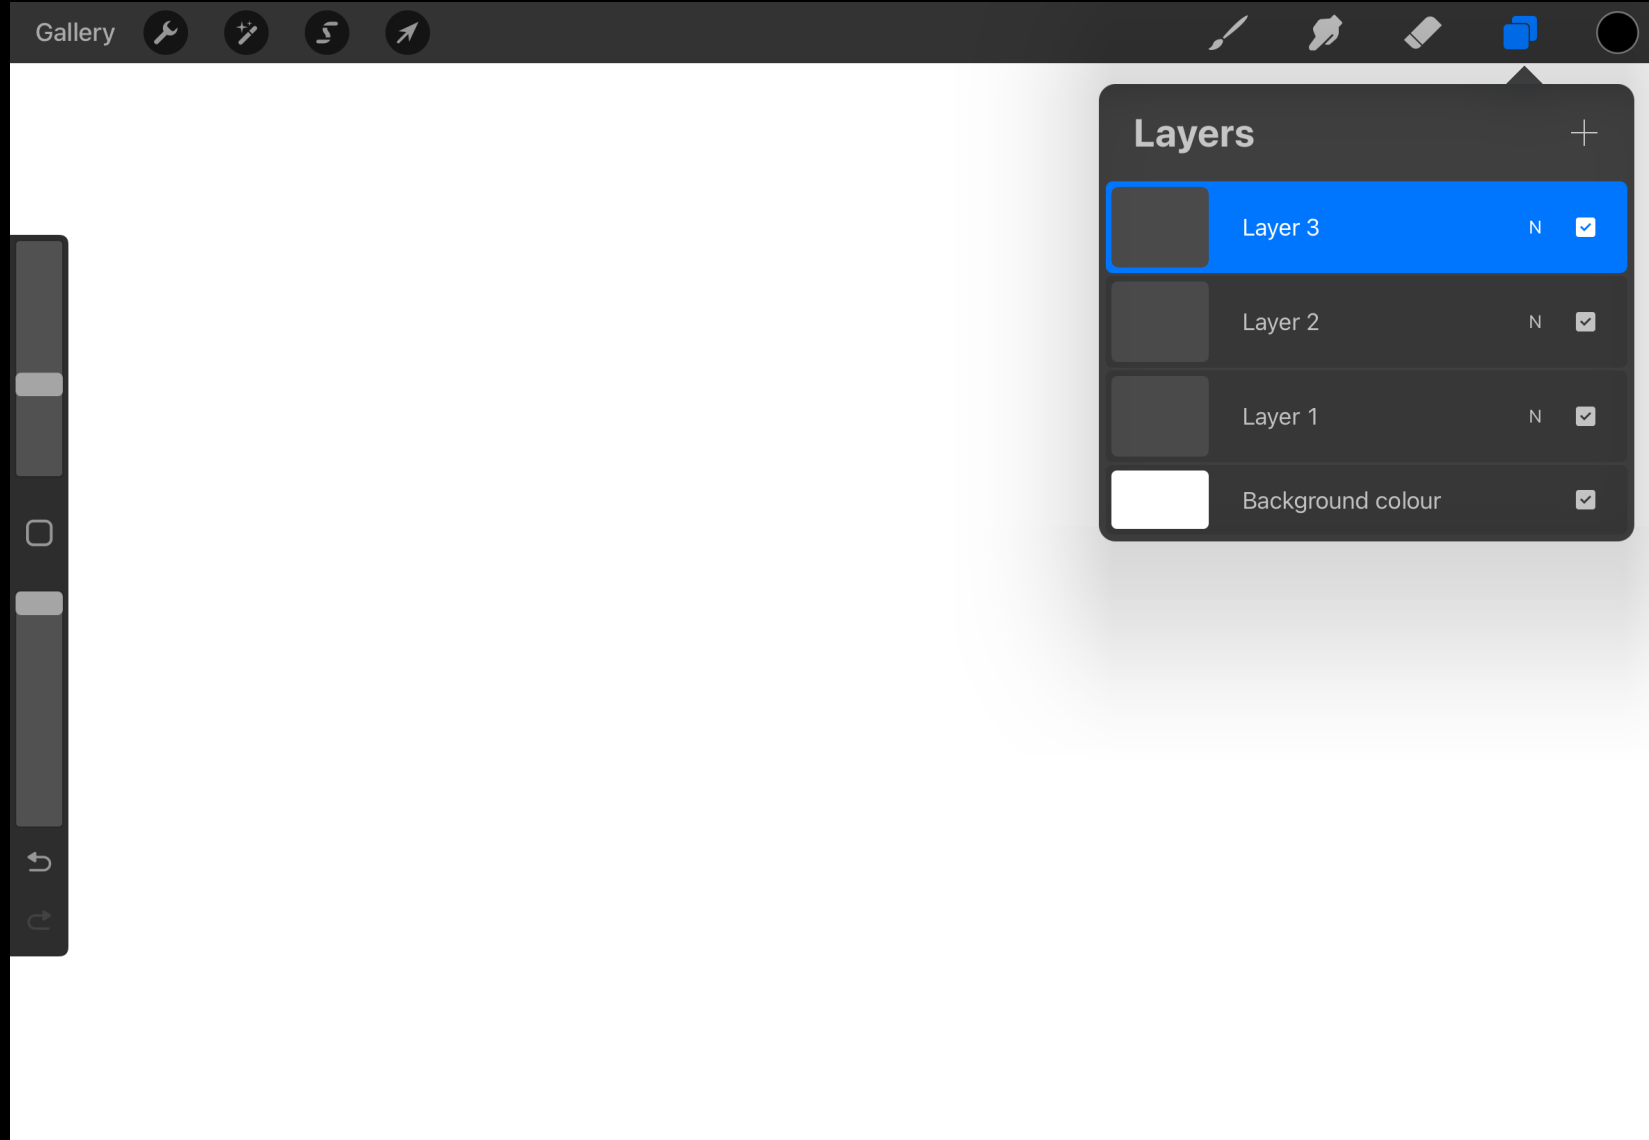 Gallery
Layers
Layer 3 N
Layer 2 N
Layer 1 N
Background colour